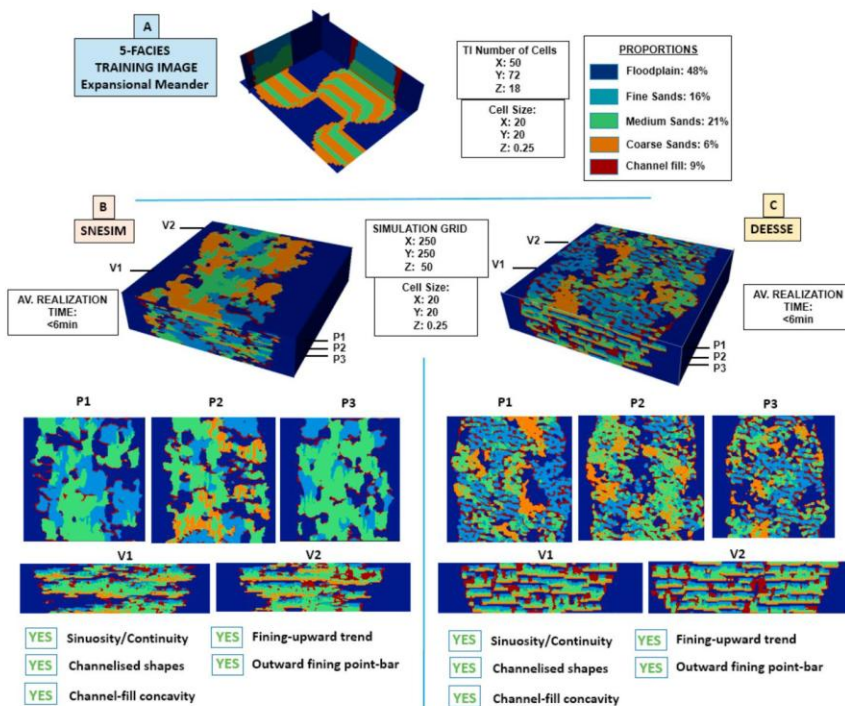 A
5-FACIES
TRAINING IMAGE
Expansional Meander
TI Number of Cells
X: 50
Y: 72
Z: 18
Cell Size:
X: 20
Y: 20
Z: 0.25
PROPORTIONS
Floodplain: 48%
Fine Sands: 16%
Medium Sands: 21%
Coarse Sands: 6%
Channel fill: 9%
B
SNESIM
V2
V1
AV. REALIZATION
TIME:
<6min
P1
P2
P3
SIMULATION GRID
X: 250
Y: 250
Z: 50
Cell Size:
X: 20
Y: 20
Z: 0.25
C
DEESSE
V2
V1
AV. REALIZATION
TIME:
<6min
P1
P2
P3
P1 P2 P3
V1 V2
YES Sinuosity/Continuity YES Fining-upward trend
YES Channelised shapes YES Outward fining point-bar
YES Channel-fill concavity
P1 P2 P3
V1 V2
YES Sinuosity/Continuity YES Fining-upward trend
YES Channelised shapes YES Outward fining point-bar
YES Channel-fill concavity